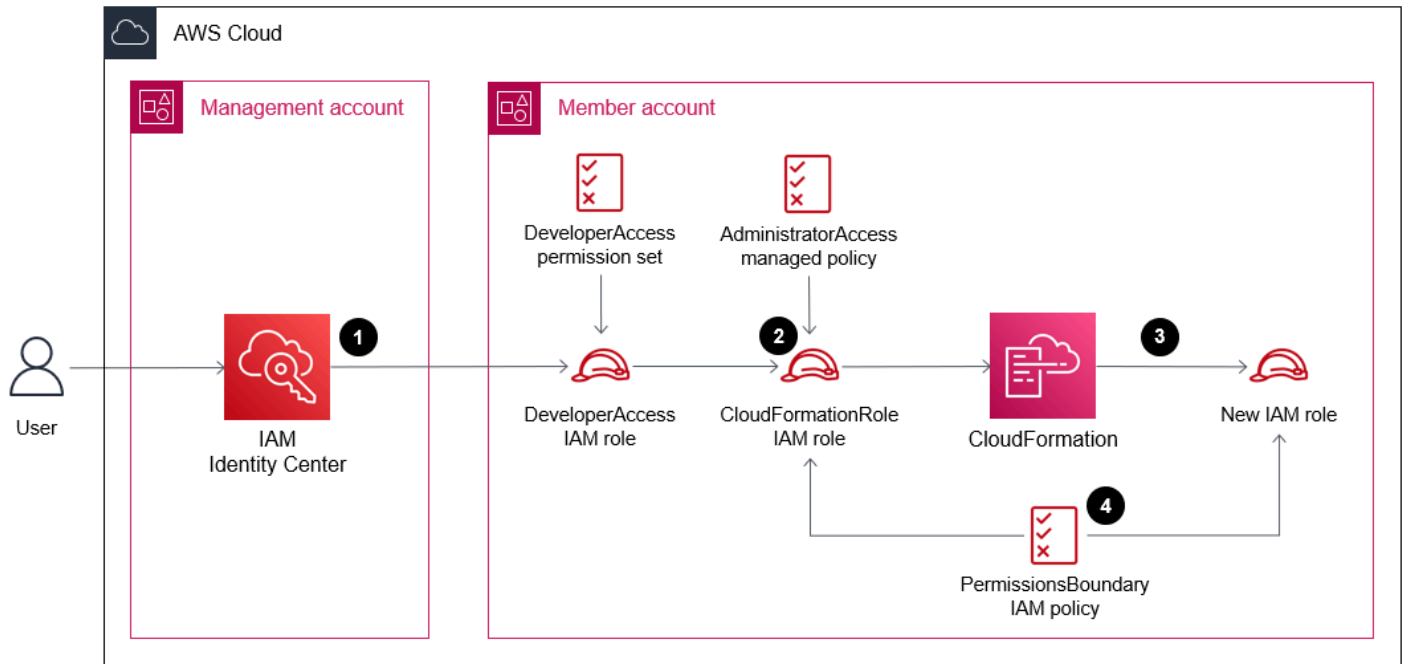 AWS Cloud
Management account
Member account
DeveloperAccess
permission set
AdministratorAccess
managed policy
1
2
3
User
IAM
Identity Center
DeveloperAccess
IAM role
CloudFormationRole
IAM role
CloudFormation
New IAM role
4
PermissionsBoundary
IAM policy